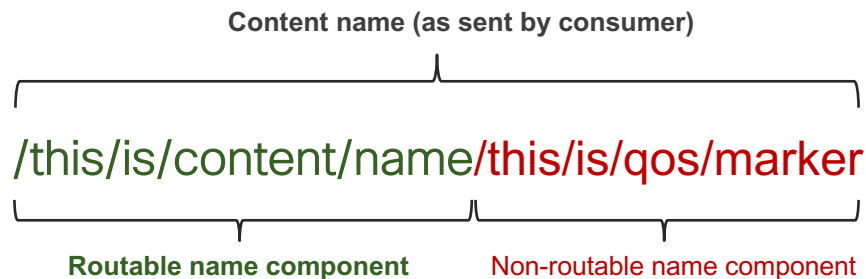 Content name (as sent by consumer)
/this/is/content/name/this/is/qos/marker
Routable name component Non-routable name component